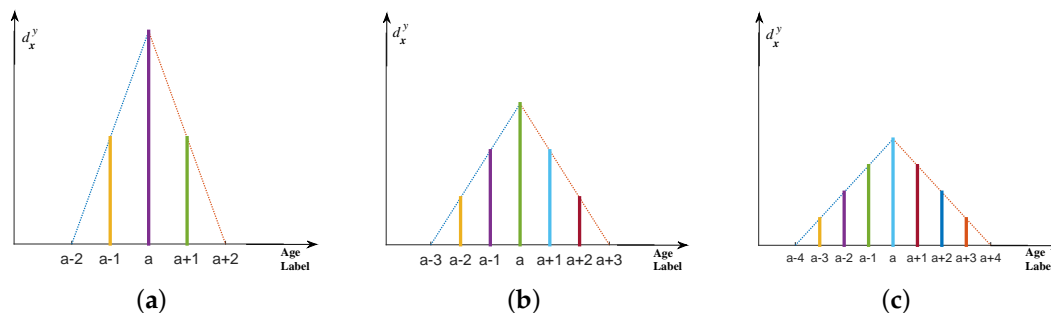 d_x^y
a-2 a-1 a a+1 a+2
Age
Label
(a)
d_x^y
a-3 a-2 a-1 a a+1 a+2 a+3
Age
Label
(b)
d_x^y
a-4 a-3 a-2 a-1 a a+1 a+2 a+3 a+4
Age
Label
(c)